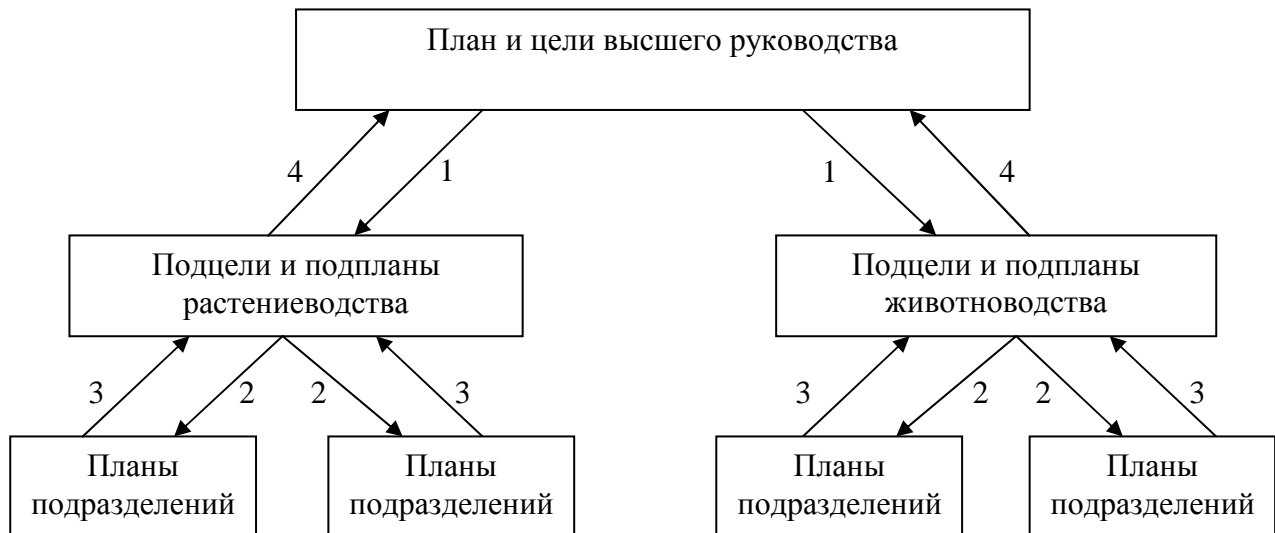 План и цели высшего руководства
4
1
1
4
Подцели и подпланы
растениеводства
Подцели и подпланы
животноводства
3
2
2
3
3
2
2
3
Планы
подразделений
Планы
подразделений
Планы
подразделений
Планы
подразделений